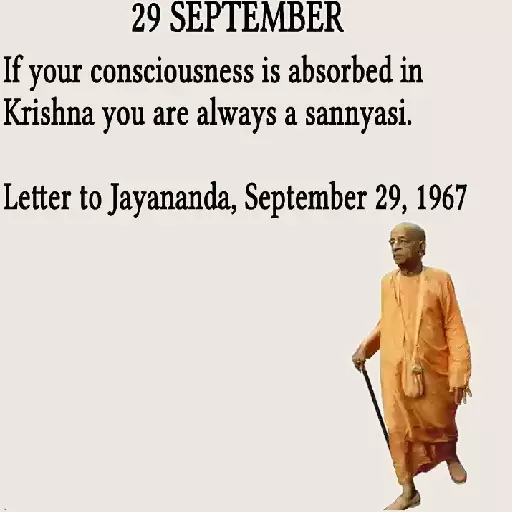 29 SEPTEMBER
If your consciousness is absorbed in
Krishna you are always a sannyasi.
Letter to Jayananda, September 29, 1967